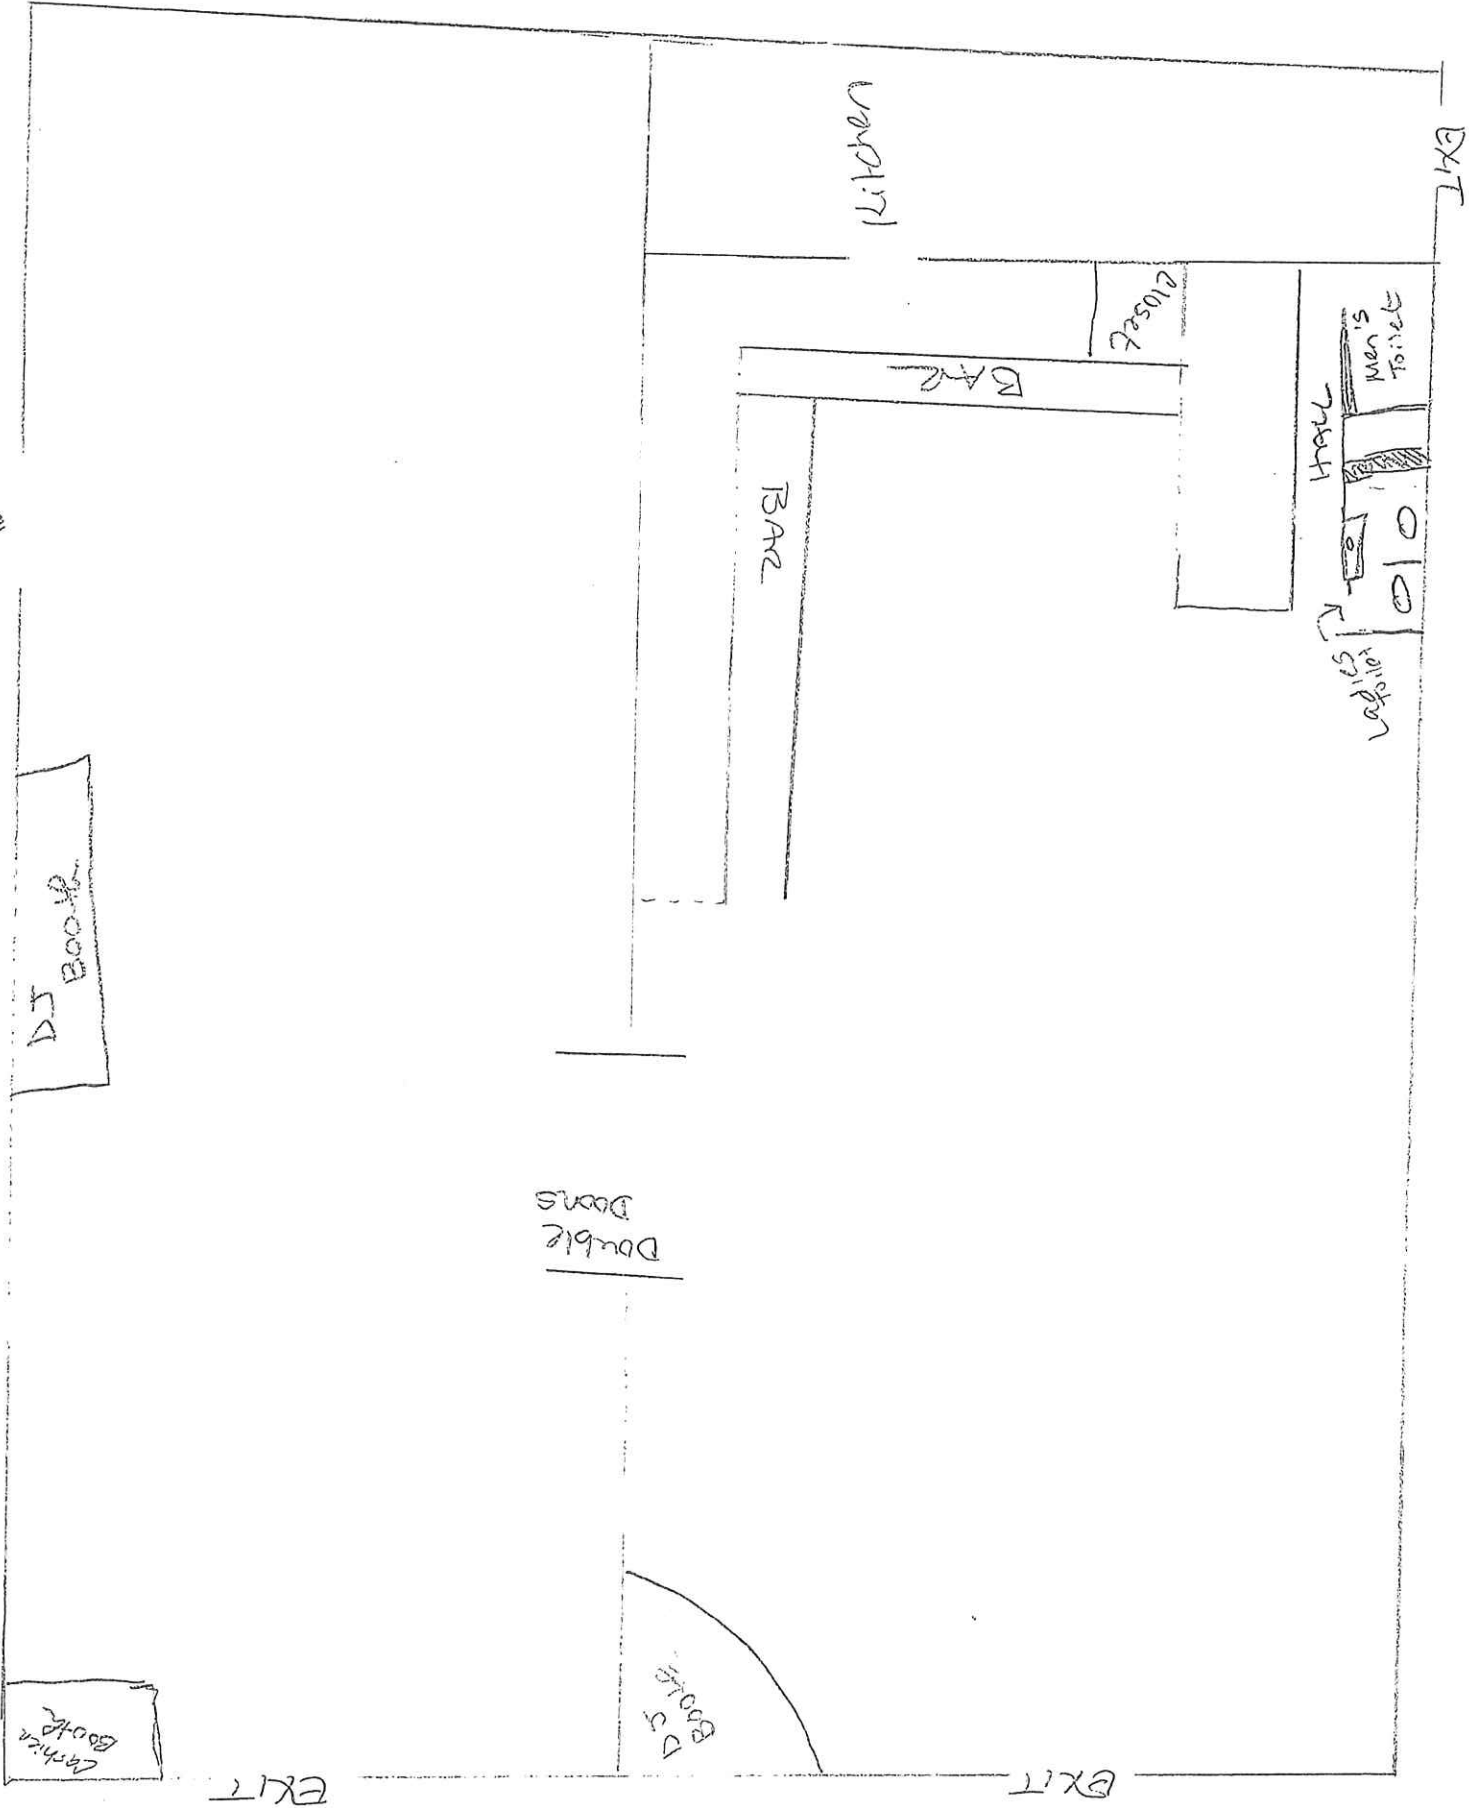 EXIT
Kitchen
Closet
BAR
BAR
HALL
Men's
Toilet
Ladies
Toilet
DJ
Booth
Double
Doors
DJ
Booth
Cashier
Booth
EXIT
EXIT